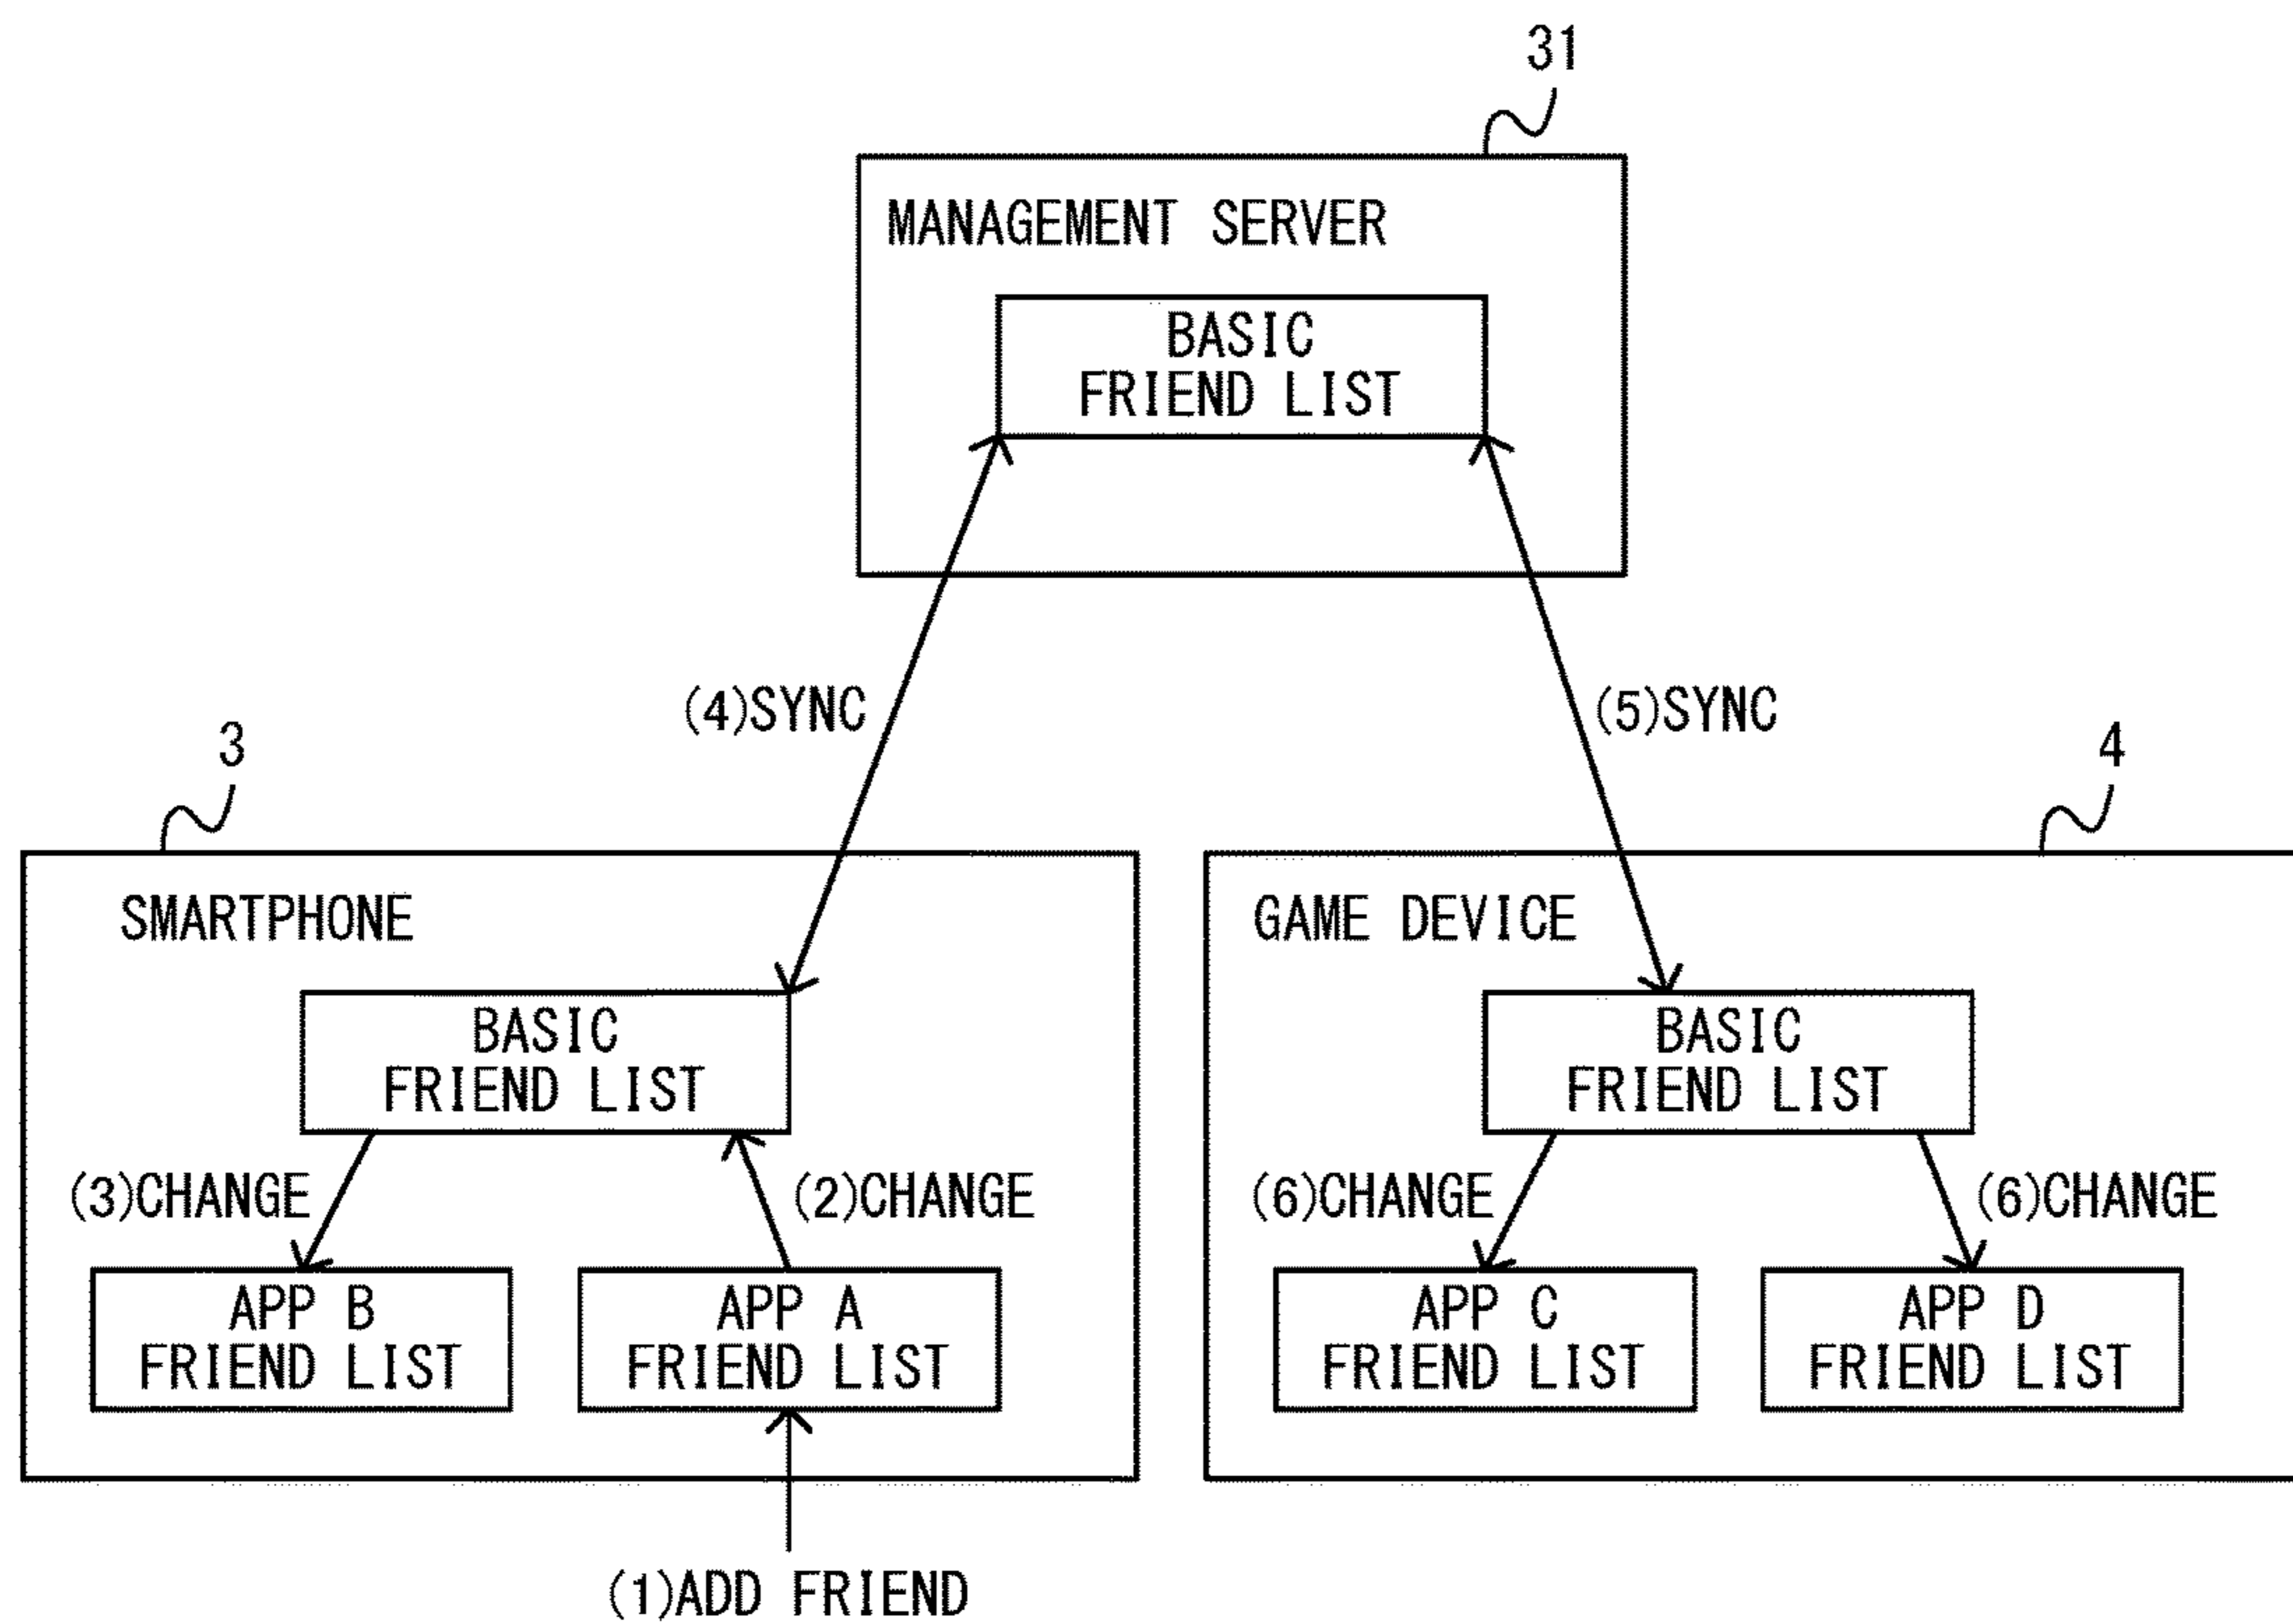 31
MANAGEMENT SERVER
BASIC
FRIEND LIST
(4)SYNC
(5)SYNC
3
4
SMARTPHONE
GAME DEVICE
BASIC
FRIEND LIST
BASIC
FRIEND LIST
(3)CHANGE
(2)CHANGE
(6)CHANGE
(6)CHANGE
APP B
FRIEND LIST
APP A
FRIEND LIST
APP C
FRIEND LIST
APP D
FRIEND LIST
(1)ADD FRIEND